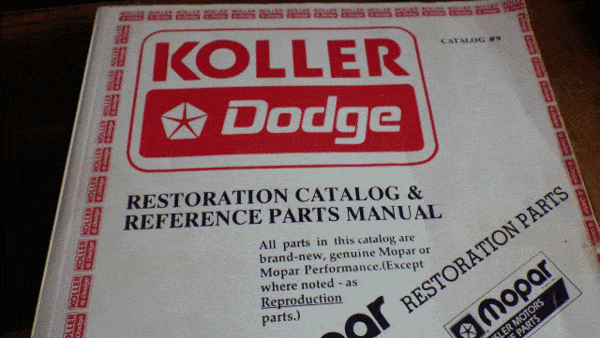 KOLLER
CATALOG #9
Dodge
RESTORATION CATALOG &
REFERENCE PARTS MANUAL
All parts in this catalog are
brand-new, genuine Mopar or
Mopar Performance.(Except
where noted - as
Reproduction
parts.)
RESTORATION PARTS
Mopar